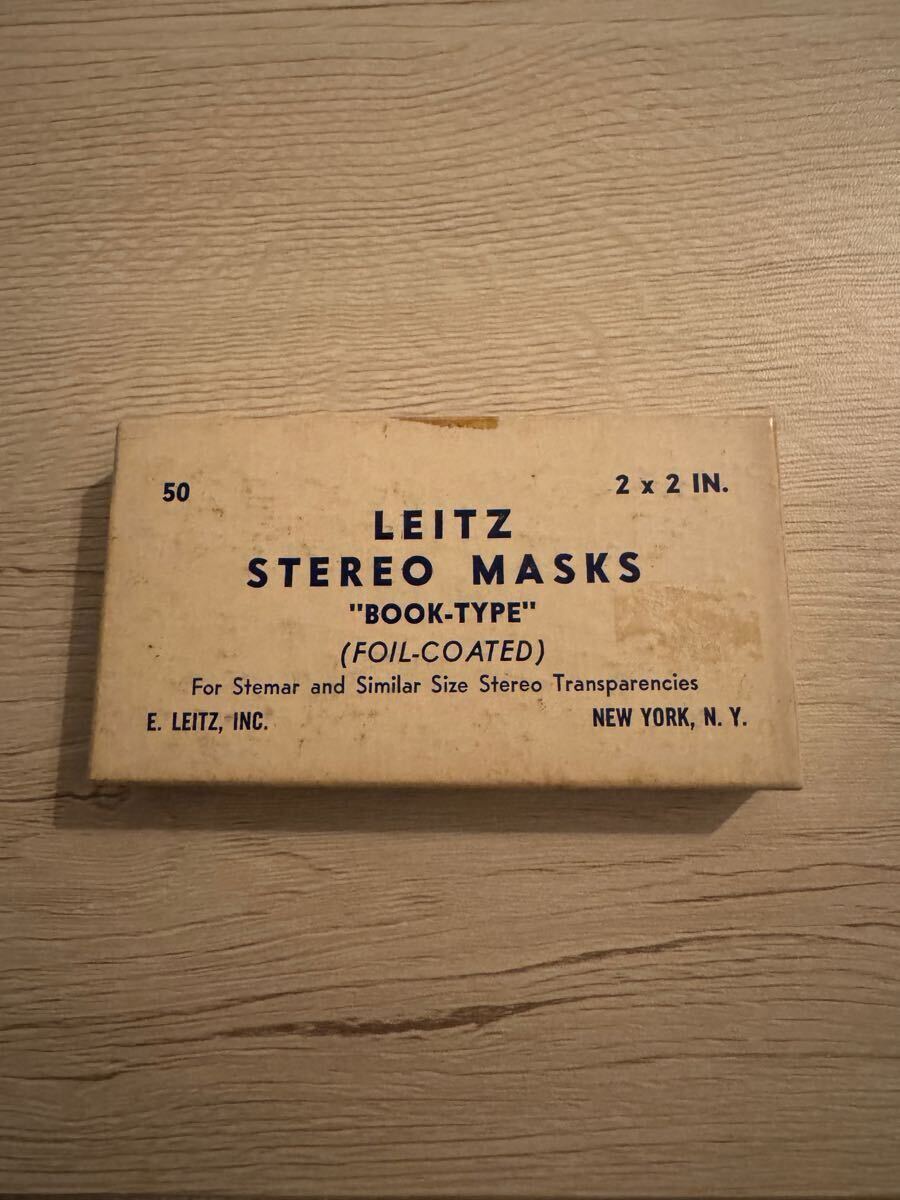 50
2 x 2 IN.
LEITZ
STEREO MASKS
"BOOK-TYPE"
(FOIL-COATED)
For Stemar and Similar Size Stereo Transparencies
E. LEITZ, INC.
NEW YORK, N. Y.